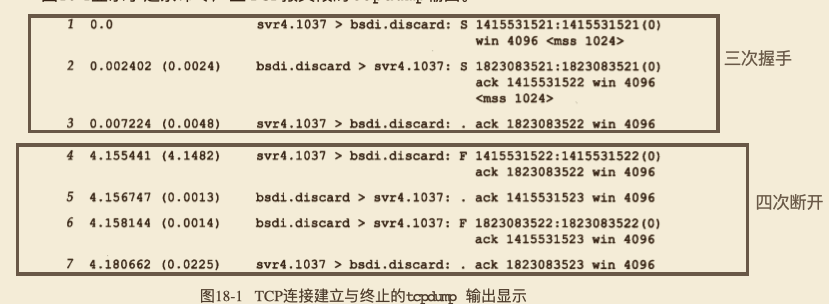 1 0.0 svr4.1037 > bsdi.discard: S 1415531521:1415531521(0)
win 4096 <mss 1024>
三次握手
2 0.002402 (0.0024) bsdi.discard > svr4.1037: S 1823083521:1823083521(0)
ack 1415531522 win 4096
<mss 1024>
3 0.007224 (0.0048) svr4.1037 > bsdi.discard: . ack 1823083522 win 4096
4 4.155441 (4.1482) svr4.1037 > bsdi.discard: F 1415531522:1415531522(0)
ack 1823083522 win 4096
5 4.156747 (0.0013) bsdi.discard > svr4.1037: . ack 1415531523 win 4096
四次断开
6 4.158144 (0.0014) bsdi.discard > svr4.1037: F 1823083522:1823083522(0)
ack 1415531523 win 4096
7 4.180662 (0.0225) svr4.1037 > bsdi.discard: . ack 1823083523 win 4096
图18-1 TCP连接建立与终止的tcpdump 输出显示